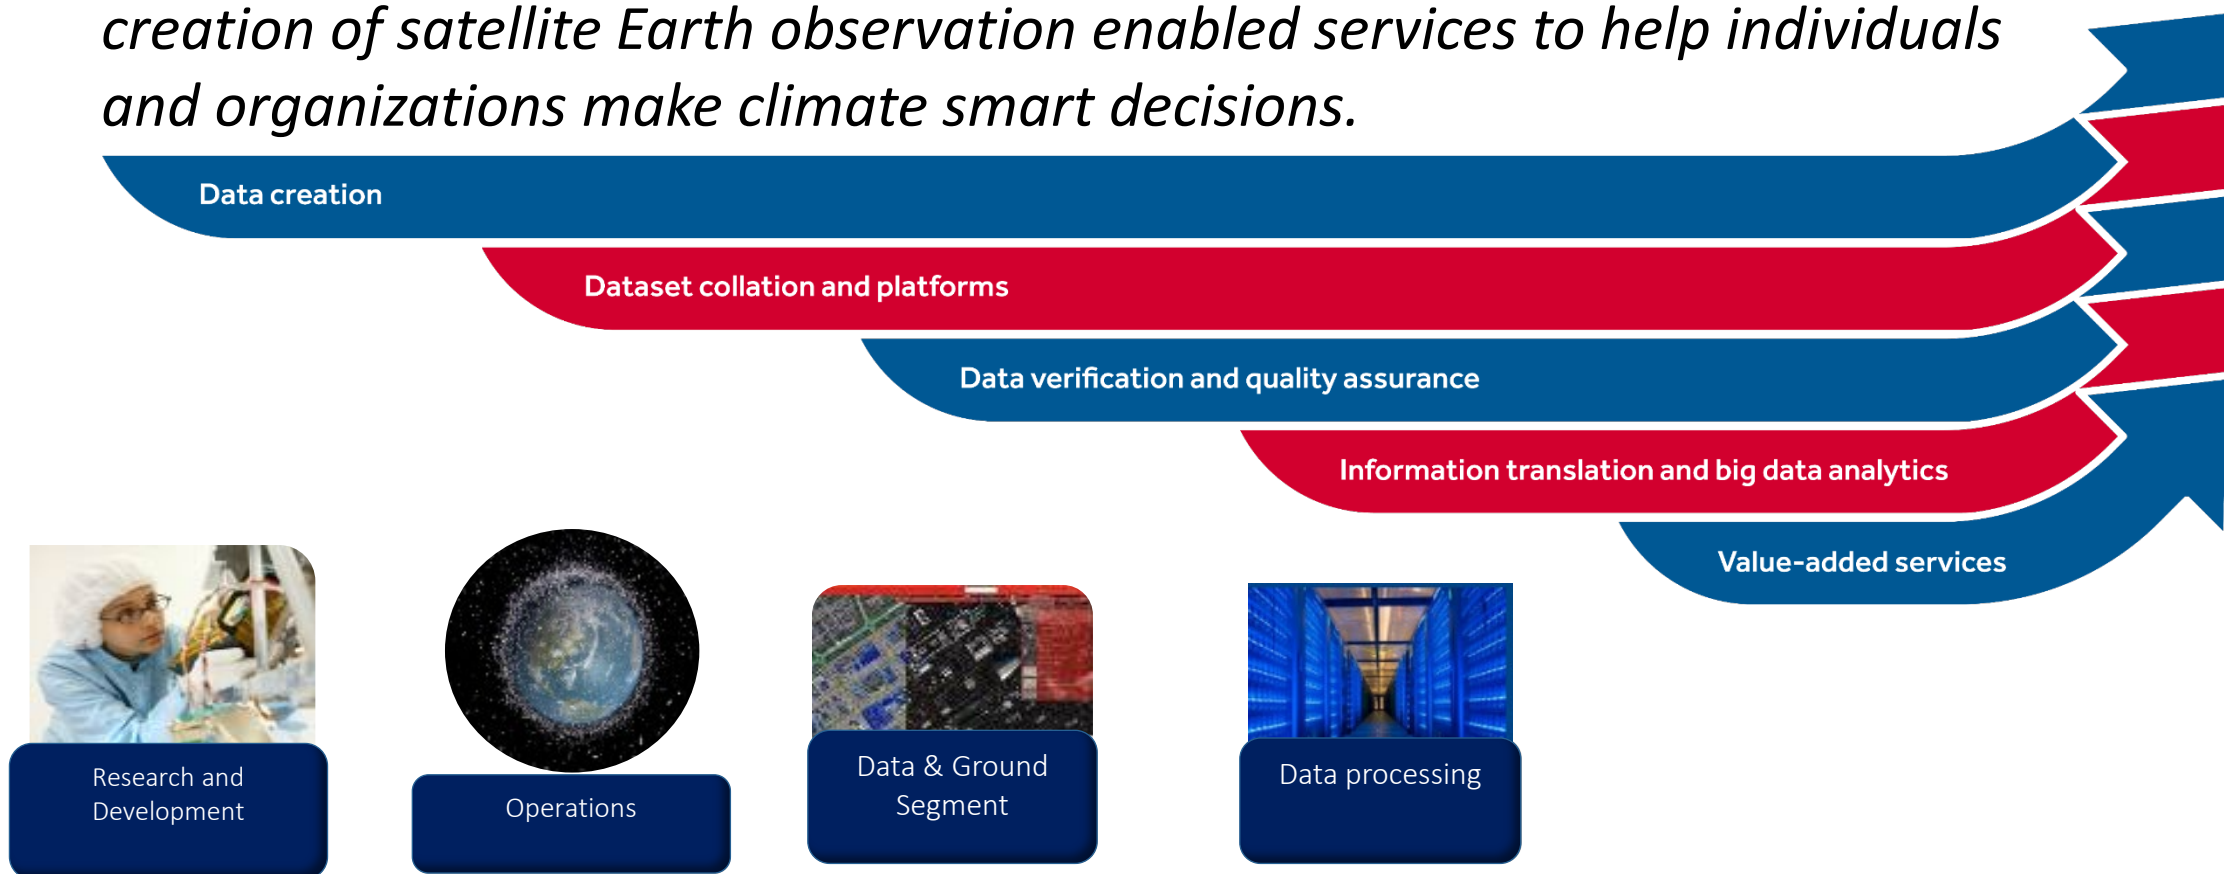 creation of satellite Earth observation enabled services to help individuals
and organizations make climate smart decisions.
Data creation
Dataset collation and platforms
Data verification and quality assurance
Information translation and big data analytics
Value-added services
Research and
Development
Operations
Data & Ground
Segment
Data processing